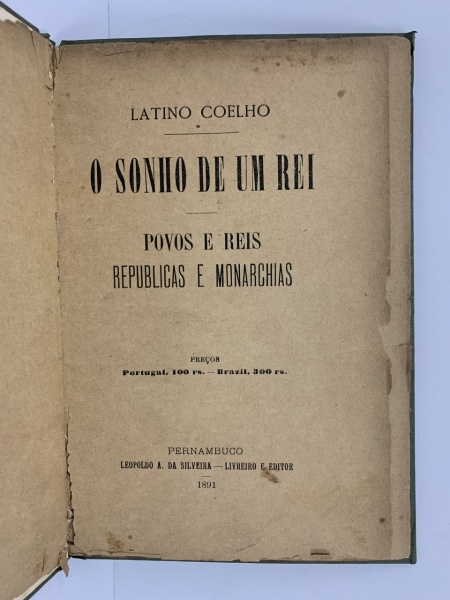 LATINO COELHO
O SONHO DE UM REI
POVOS E REIS
REPUBLICAS E MONARCHIAS
PREÇOS
Portugal, 100 rs. — Brazil, 300 rs.
PERNAMBUCO
LEOPOLDO A. DA SILVEIRA — LIVREIRO E EDITOR
1891